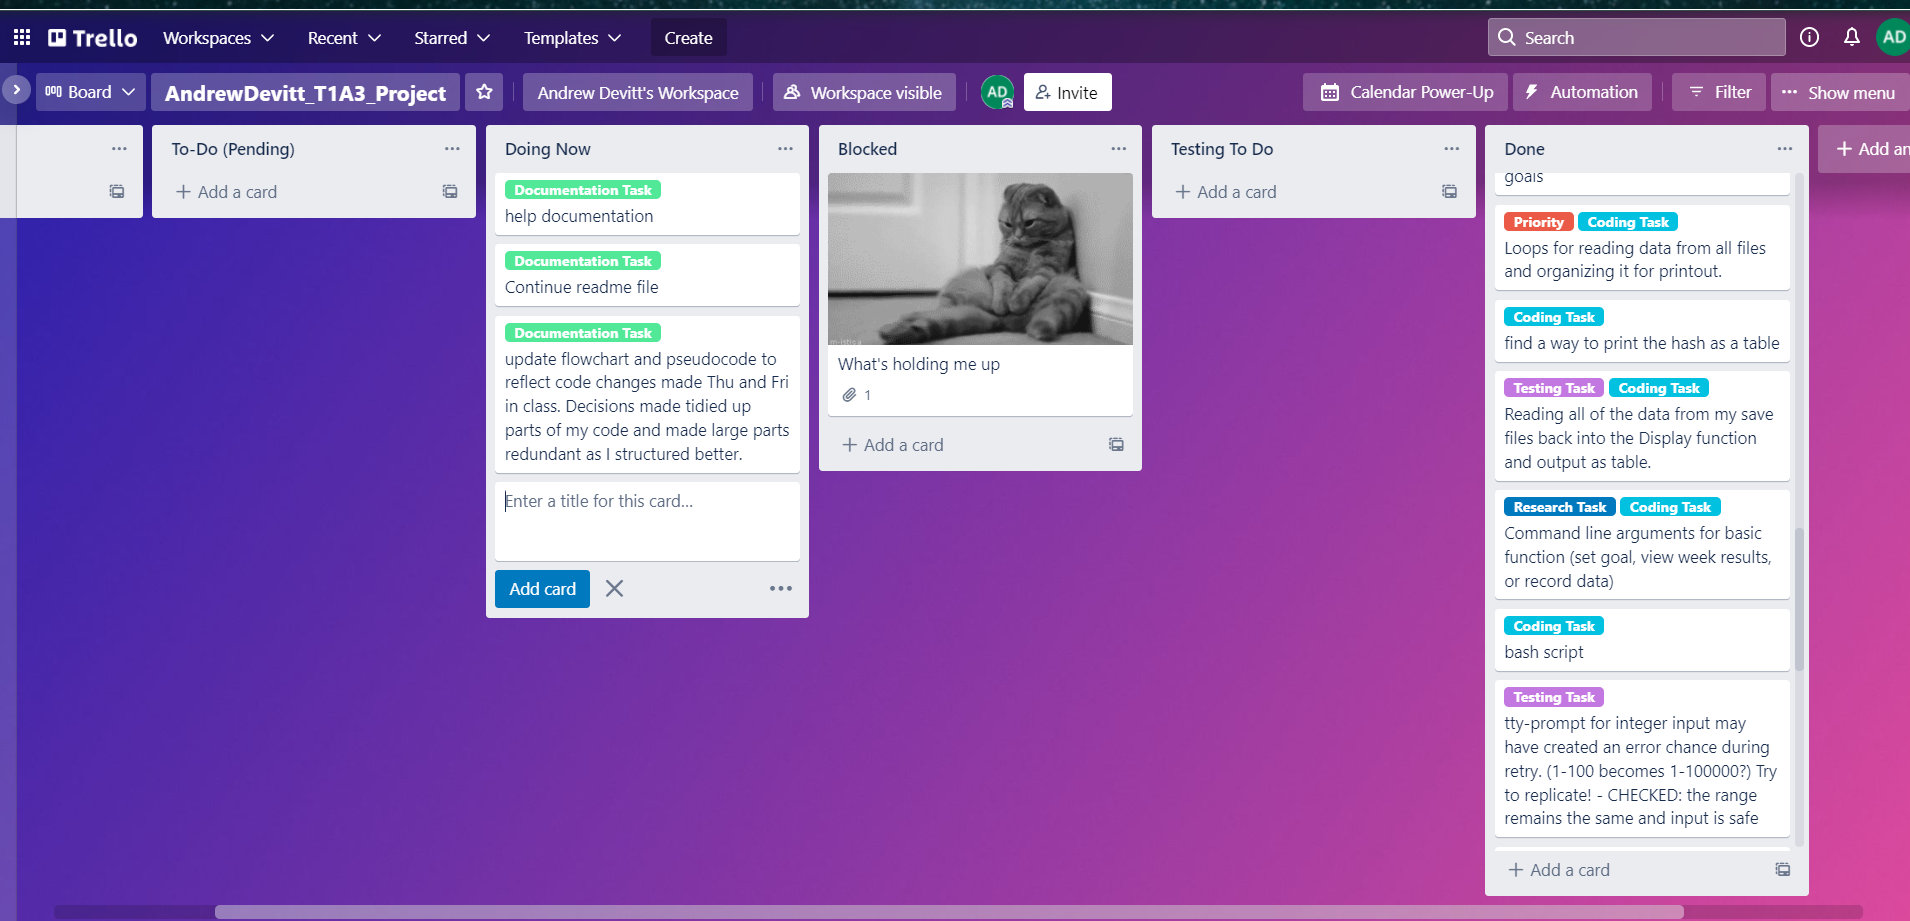 Trello
Workspaces
Recent
Starred
Templates
Create
Search
AD
Board
AndrewDevitt_T1A3_Project
Andrew Devitt's Workspace
Workspace visible
AD
Invite
Calendar Power-Up
Automation
Filter
Show menu
To-Do (Pending)
Add a card
Doing Now
Documentation Task
help documentation
Documentation Task
Continue readme file
Documentation Task
update flowchart and pseudocode to
reflect code changes made Thu and Fri
in class. Decisions made tidied up
parts of my code and made large parts
redundant as I structured better.
Enter a title for this card...
Add card
Blocked
What's holding me up
1
Add a card
Testing To Do
Add a card
Done
goals
Priority Coding Task
Loops for reading data from all files
and organizing it for printout.
Coding Task
find a way to print the hash as a table
Testing Task Coding Task
Reading all of the data from my save
files back into the Display function
and output as table.
Research Task Coding Task
Command line arguments for basic
function (set goal, view week results,
or record data)
Coding Task
bash script
Testing Task
tty-prompt for integer input may
have created an error chance during
retry. (1-100 becomes 1-100000?) Try
to replicate! - CHECKED: the range
remains the same and input is safe
Add a card
Add an